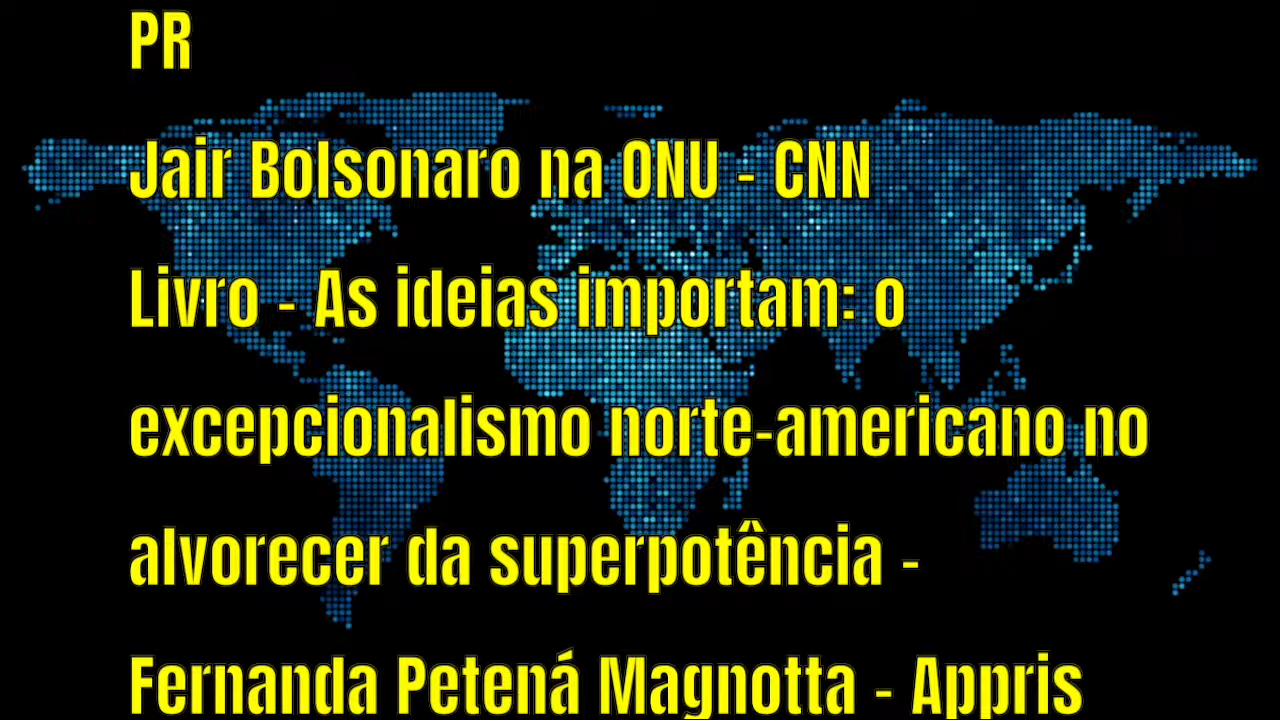 PR
Jair Bolsonaro na ONU - CNN
Livro - As ideias importam: o
excepcionalismo norte-americano no
alvorecer da superpotência -
Fernanda Petená Magnotta - Appris